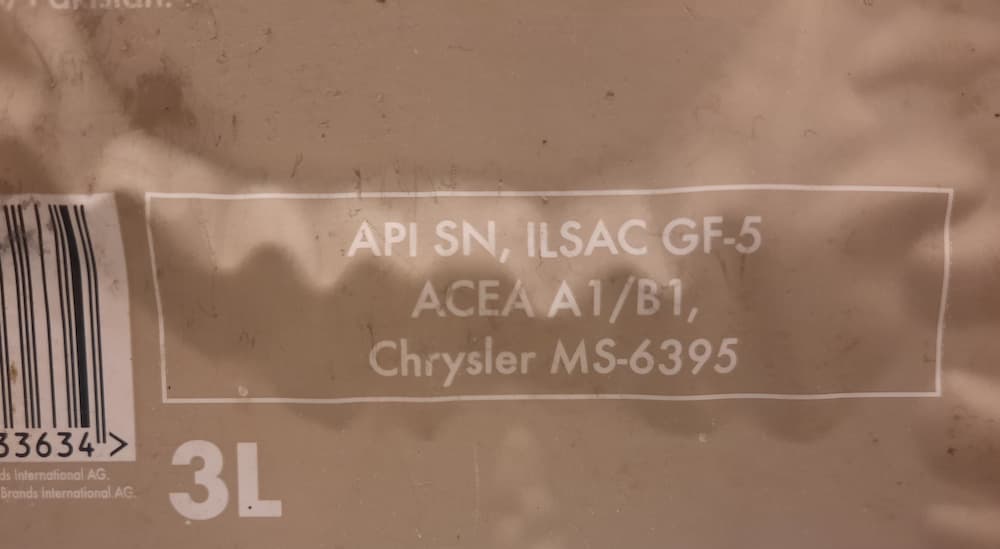 Pakistan.
API SN, ILSAC GF-5
ACEA A1/B1,
Chrysler MS-6395
33634">
3L
ds International AG.
Brands International AG.